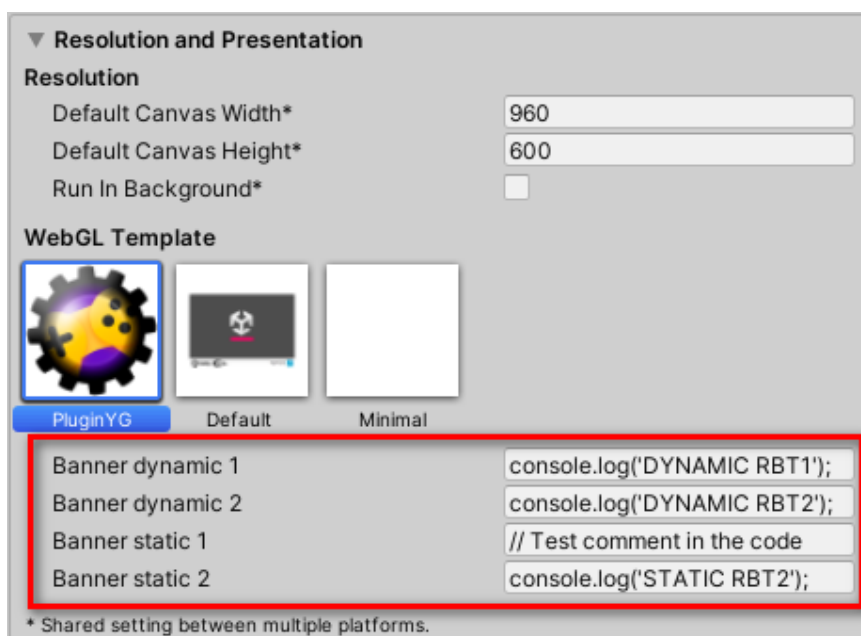 Resolution and Presentation
Resolution
Default Canvas Width* 960
Default Canvas Height* 600
Run In Background*
WebGL Template
PluginYG Default Minimal
Banner dynamic 1 console.log('DYNAMIC RBT1');
Banner dynamic 2 console.log('DYNAMIC RBT2');
Banner static 1 // Test comment in the code
Banner static 2 console.log('STATIC RBT2');
* Shared setting between multiple platforms.